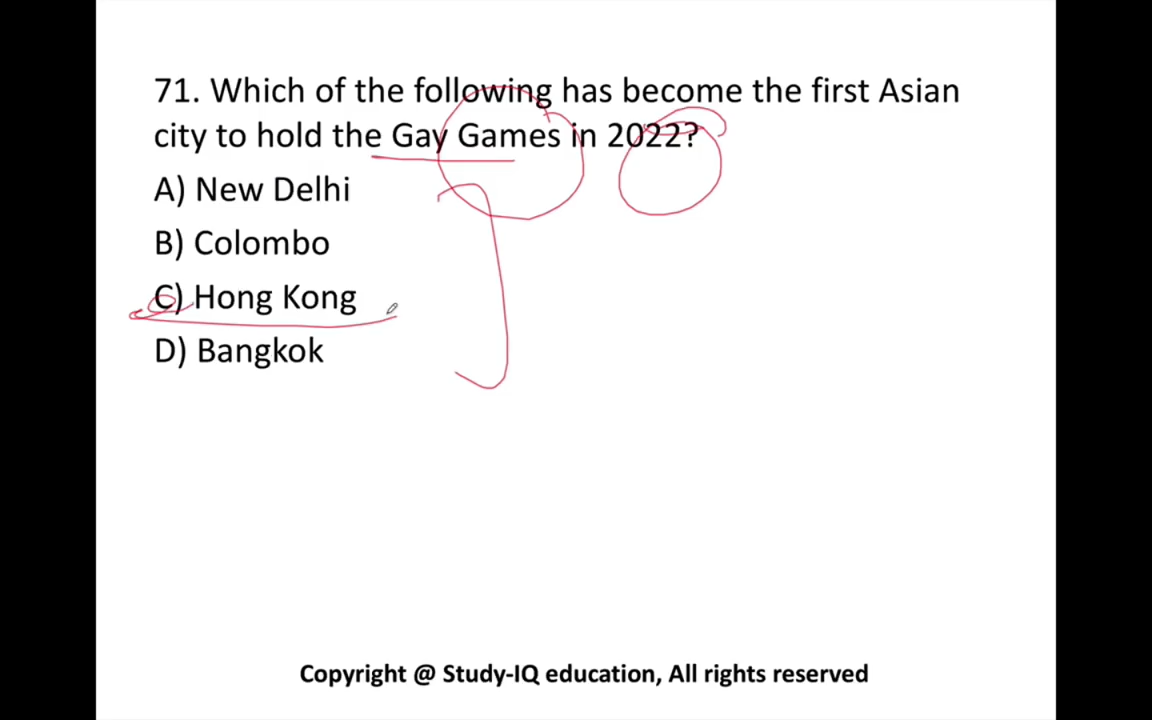 71. Which of the following has become the first Asian
city to hold the Gay Games in 2022?
A) New Delhi
B) Colombo
C) Hong Kong
D) Bangkok
Copyright @ Study-IQ education, All rights reserved